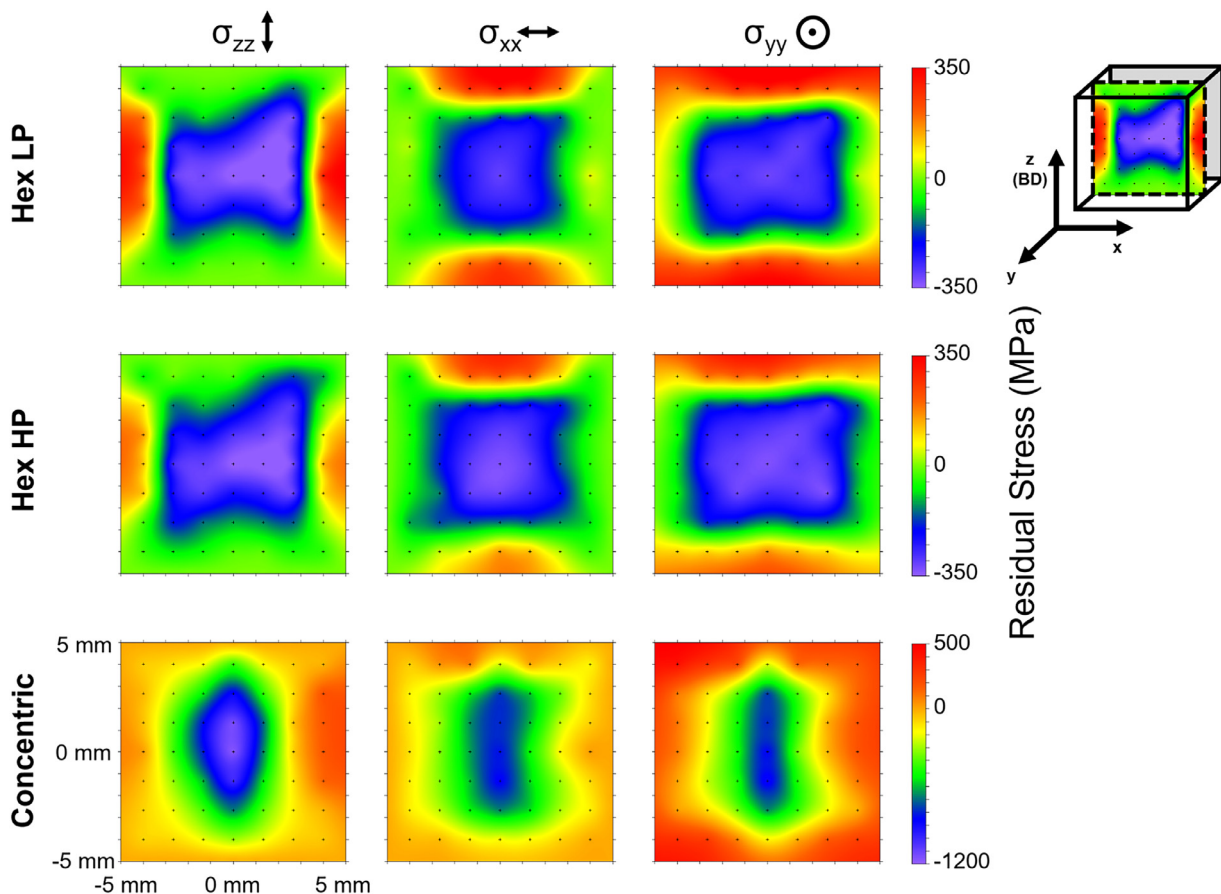 σzz σxx σyy
Hex LP
350
0
-350
z
(BD)
x
y
Hex HP
350
0
-350
Residual Stress (MPa)
Concentric
5 mm
0 mm
-5 mm
-5 mm 0 mm 5 mm
500
0
-1200